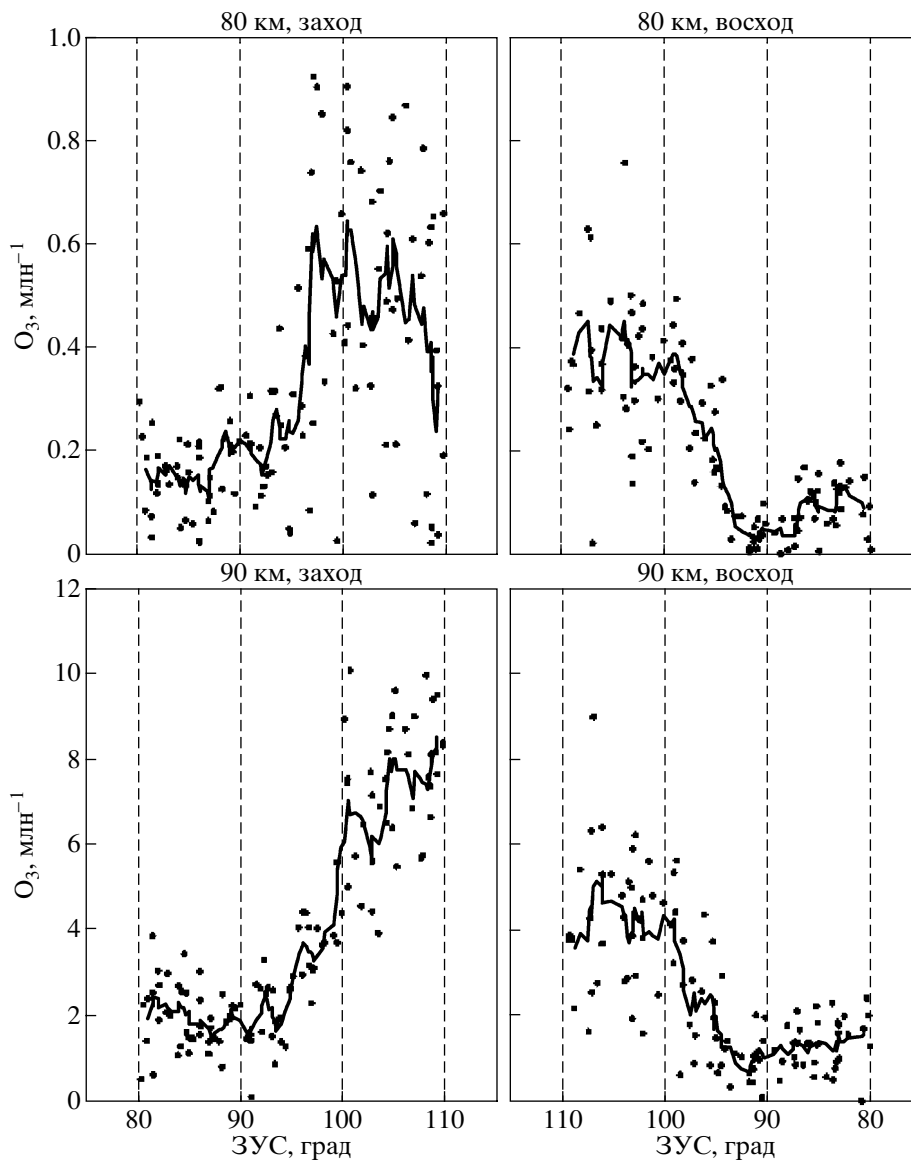 80 км, заход
80 км, восход
1.0
0.8
0.6
0.4
0.2
0
O₃, млн⁻¹
90 км, заход
90 км, восход
12
10
8
6
4
2
0
O₃, млн⁻¹
80 90 100 110
110 100 90 80
ЗУС, град
ЗУС, град